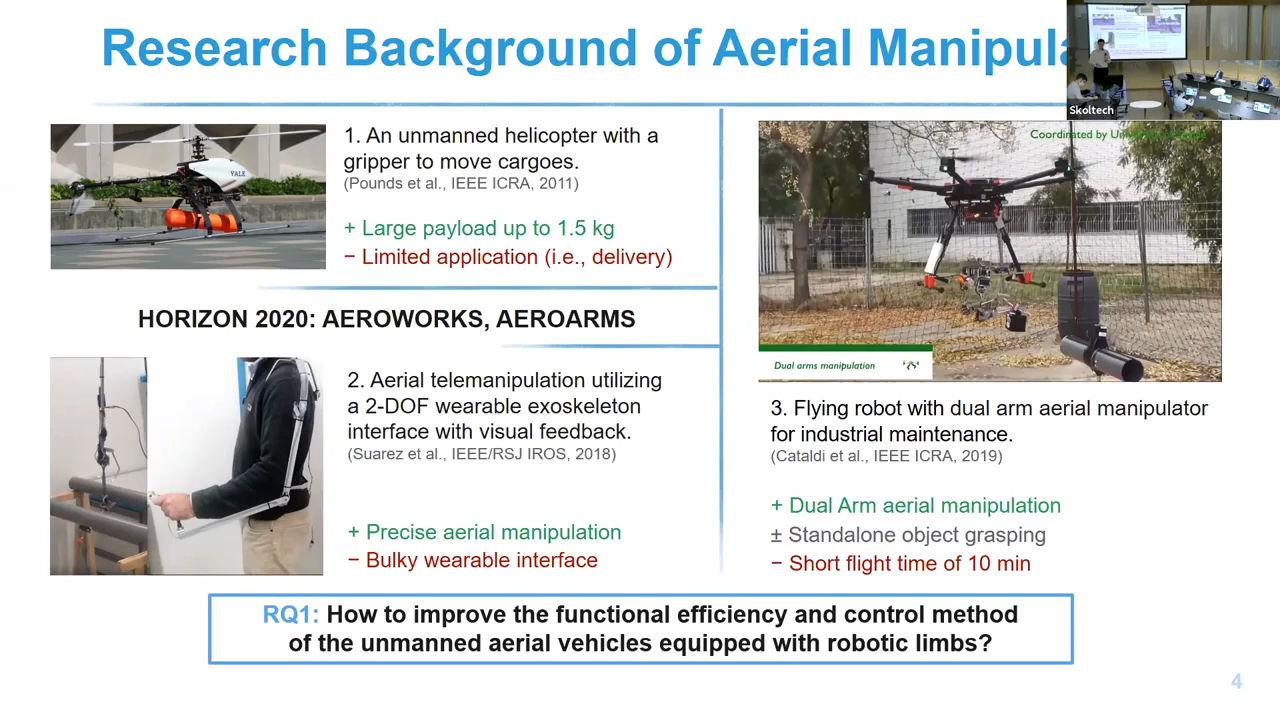 Research Background of Aerial Manipula
Skoltech
YALE
1. An unmanned helicopter with a
gripper to move cargoes.
(Pounds et al., IEEE ICRA, 2011)
+ Large payload up to 1.5 kg
− Limited application (i.e., delivery)
HORIZON 2020: AEROWORKS, AEROARMS
2. Aerial telemanipulation utilizing
a 2-DOF wearable exoskeleton
interface with visual feedback.
(Suarez et al., IEEE/RSJ IROS, 2018)
+ Precise aerial manipulation
− Bulky wearable interface
Coordinated by
Dual arms manipulation
3. Flying robot with dual arm aerial manipulator
for industrial maintenance.
(Cataldi et al., IEEE ICRA, 2019)
+ Dual Arm aerial manipulation
± Standalone object grasping
− Short flight time of 10 min
RQ1: How to improve the functional efficiency and control method
of the unmanned aerial vehicles equipped with robotic limbs?
4